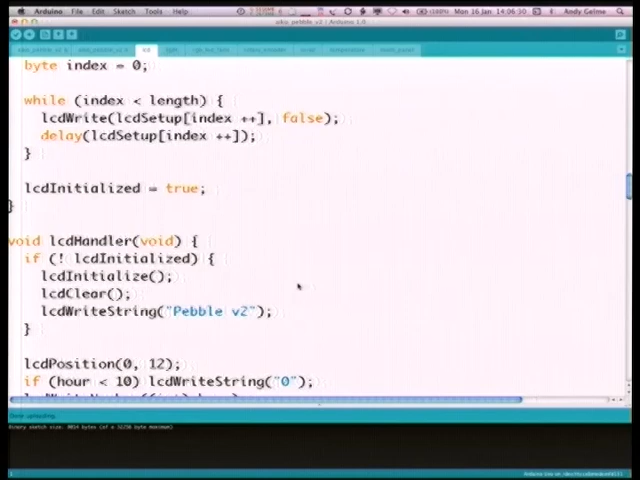 Arduino File Edit Sketch Tools Help
Mon 16 Jan 14:06:30 Andy Gelme
byte index = 0;
while (index < length) {
lcdWrite(lcdSetup[index ++], false);
delay(lcdSetup[index ++]);
}
lcdInitialized = true;
}
void lcdHandler(void) {
if (! lcdInitialized) {
lcdInitialize();
lcdClear();
lcdWriteString("Pebble v2");
}
lcdPosition(0, 12);
if (hour < 10) lcdWriteString("0");
Done uploading.